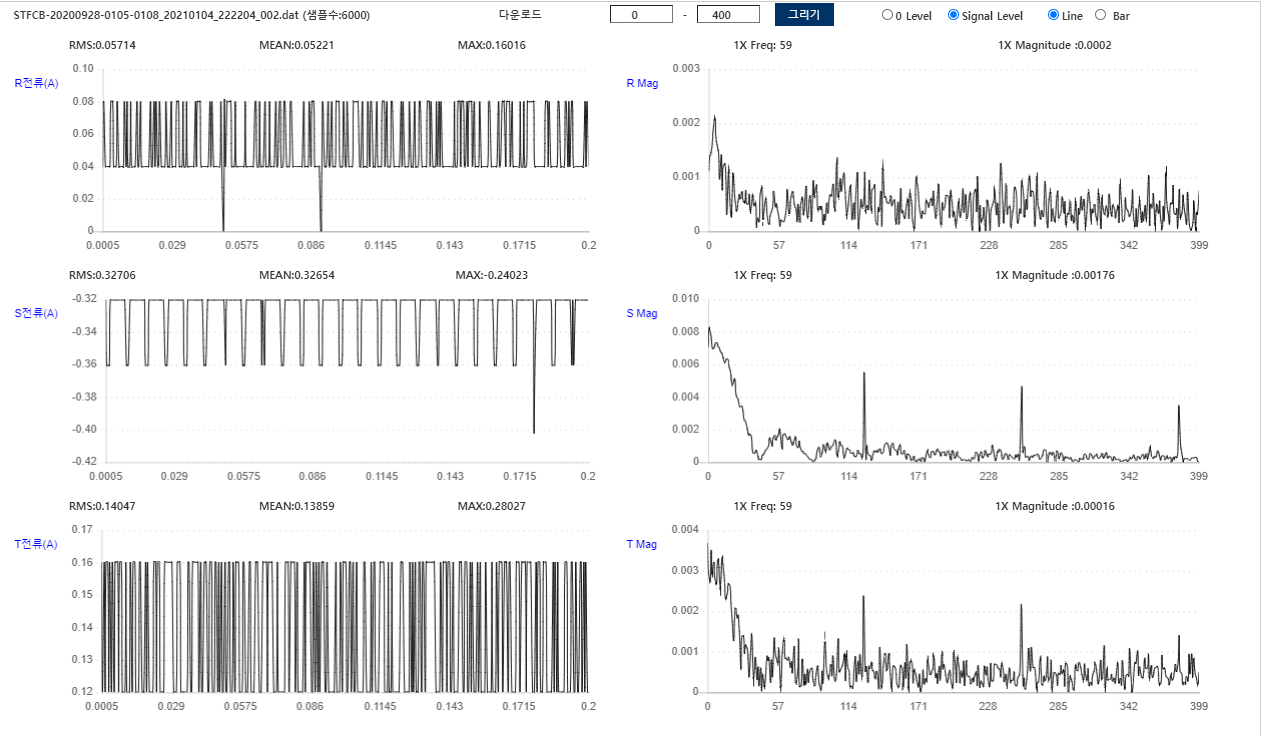 STFCB-20200928-0105-0108_20210104_222204_002.dat (샘플수:6000) 다운로드 0 - 400 그리기 0 Level Signal Level Line Bar
RMS:0.05714 MEAN:0.05221 MAX:0.16016 1X Freq: 59 1X Magnitude :0.0002
R전류(A)
0.10
0.08
0.06
0.04
0.02
0
0.0005 0.029 0.0575 0.086 0.1145 0.143 0.1715 0.2
R Mag
0.003
0.002
0.001
0
0 57 114 171 228 285 342 399
RMS:0.32706 MEAN:0.32654 MAX:-0.24023 1X Freq: 59 1X Magnitude :0.00176
S전류(A)
-0.32
-0.34
-0.36
-0.38
-0.40
-0.42
0.0005 0.029 0.0575 0.086 0.1145 0.143 0.1715 0.2
S Mag
0.010
0.008
0.006
0.004
0.002
0
0 57 114 171 228 285 342 399
RMS:0.14047 MEAN:0.13859 MAX:0.28027 1X Freq: 59 1X Magnitude :0.00016
T전류(A)
0.17
0.16
0.15
0.14
0.13
0.12
0.0005 0.029 0.0575 0.086 0.1145 0.143 0.1715 0.2
T Mag
0.004
0.003
0.002
0.001
0
0 57 114 171 228 285 342 399